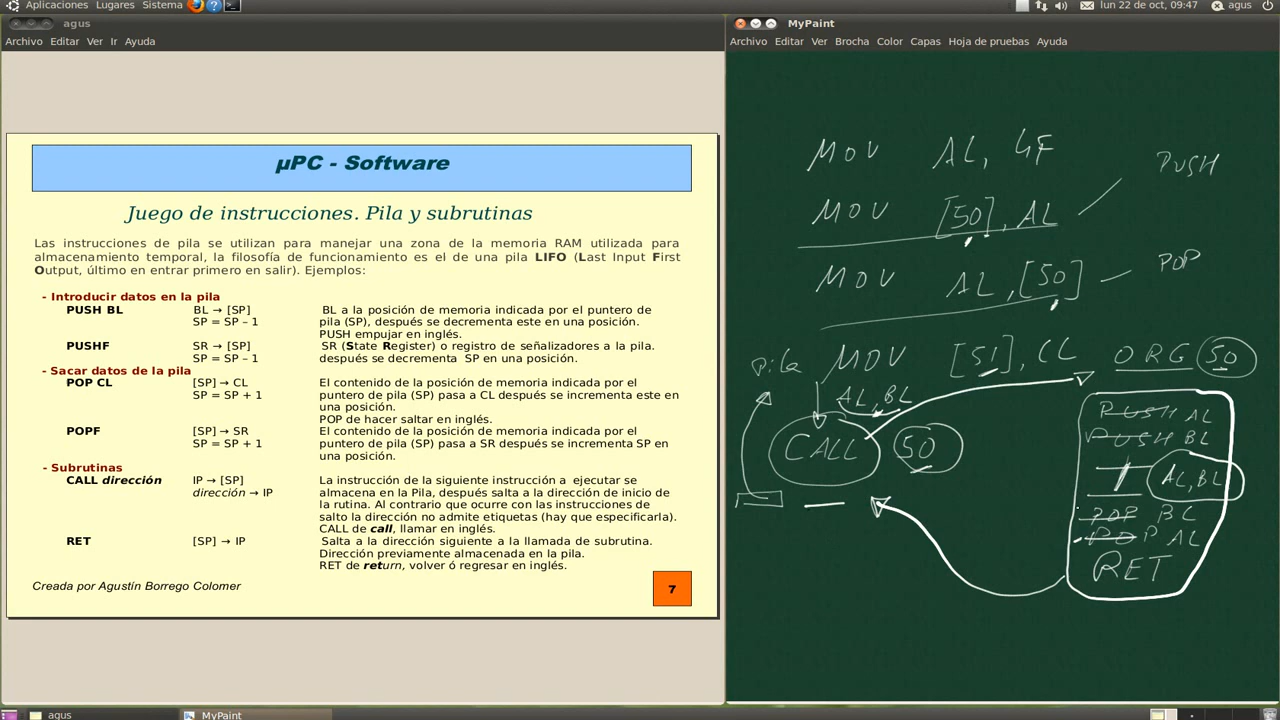 Aplicaciones Lugares Sistema
lun 22 de oct, 09:47 agus
agus
Archivo Editar Ver Ir Ayuda
µPC - Software
Juego de instrucciones. Pila y subrutinas
Las instrucciones de pila se utilizan para manejar una zona de la memoria RAM utilizada para
almacenamiento temporal, la filosofía de funcionamiento es el de una pila LIFO (Last Input First
Output, último en entrar primero en salir). Ejemplos:
- Introducir datos en la pila
PUSH BL BL → [SP] BL a la posición de memoria indicada por el puntero de
SP = SP – 1 pila (SP), después se decrementa este en una posición.
PUSH empujar en inglés.
PUSHF SR → [SP] SR (State Register) o registro de señalizadores a la pila.
SP = SP – 1 después se decrementa SP en una posición.
- Sacar datos de la pila
POP CL [SP] → CL El contenido de la posición de memoria indicada por el
SP = SP + 1 puntero de pila (SP) pasa a CL después se incrementa este en
una posición.
POP de hacer saltar en inglés.
POPF [SP] → SR El contenido de la posición de memoria indicada por el
SP = SP + 1 puntero de pila (SP) pasa a SR después se incrementa SP en
una posición.
- Subrutinas
CALL dirección IP → [SP] La instrucción de la siguiente instrucción a ejecutar se
dirección → IP almacena en la Pila, después salta a la dirección de inicio de
la rutina. Al contrario que ocurre con las instrucciones de
salto la dirección no admite etiquetas (hay que especificarla).
CALL de call, llamar en inglés.
RET [SP] → IP Salta a la dirección siguiente a la llamada de subrutina.
Dirección previamente almacenada en la pila.
RET de return, volver ó regresar en inglés.
Creada por Agustín Borrego Colomer
7
MyPaint
Archivo Editar Ver Brocha Color Capas Hoja de pruebas Ayuda
MOV AL, 4F
PUSH
MOV [50], AL
MOV AL, [50]
POP
pila MOV [51], CL
ORG 50
AL, BL
CALL 50
PUSH AL
PUSH BL
AL, BL
POP BL
POP AL
RET
agus
MyPaint